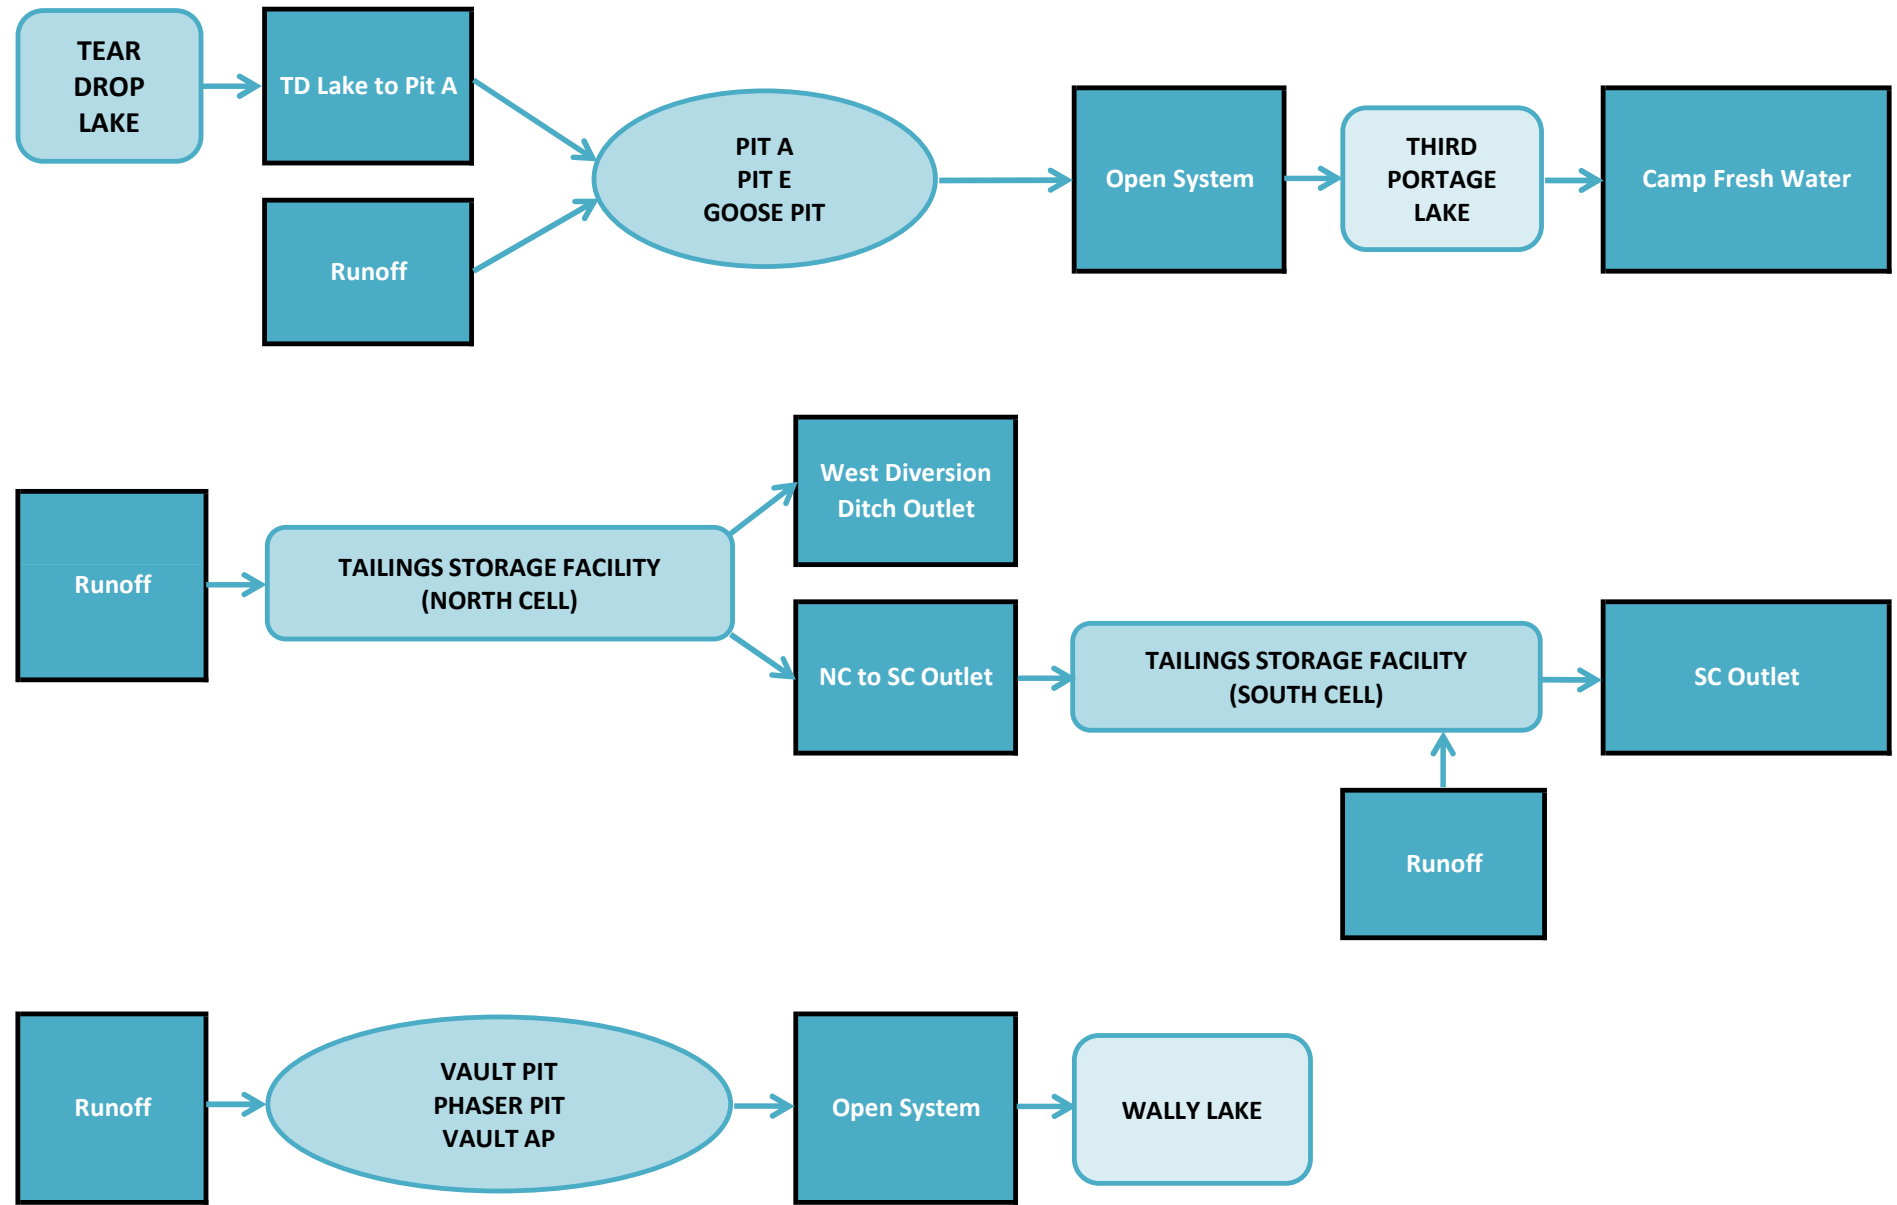 TEAR
DROP
LAKE
TD Lake to Pit A
Runoff
PIT A
PIT E
GOOSE PIT
Open System
THIRD
PORTAGE
LAKE
Camp Fresh Water
Runoff
TAILINGS STORAGE FACILITY
(NORTH CELL)
West Diversion
Ditch Outlet
NC to SC Outlet
TAILINGS STORAGE FACILITY
(SOUTH CELL)
SC Outlet
Runoff
Runoff
VAULT PIT
PHASER PIT
VAULT AP
Open System
WALLY LAKE